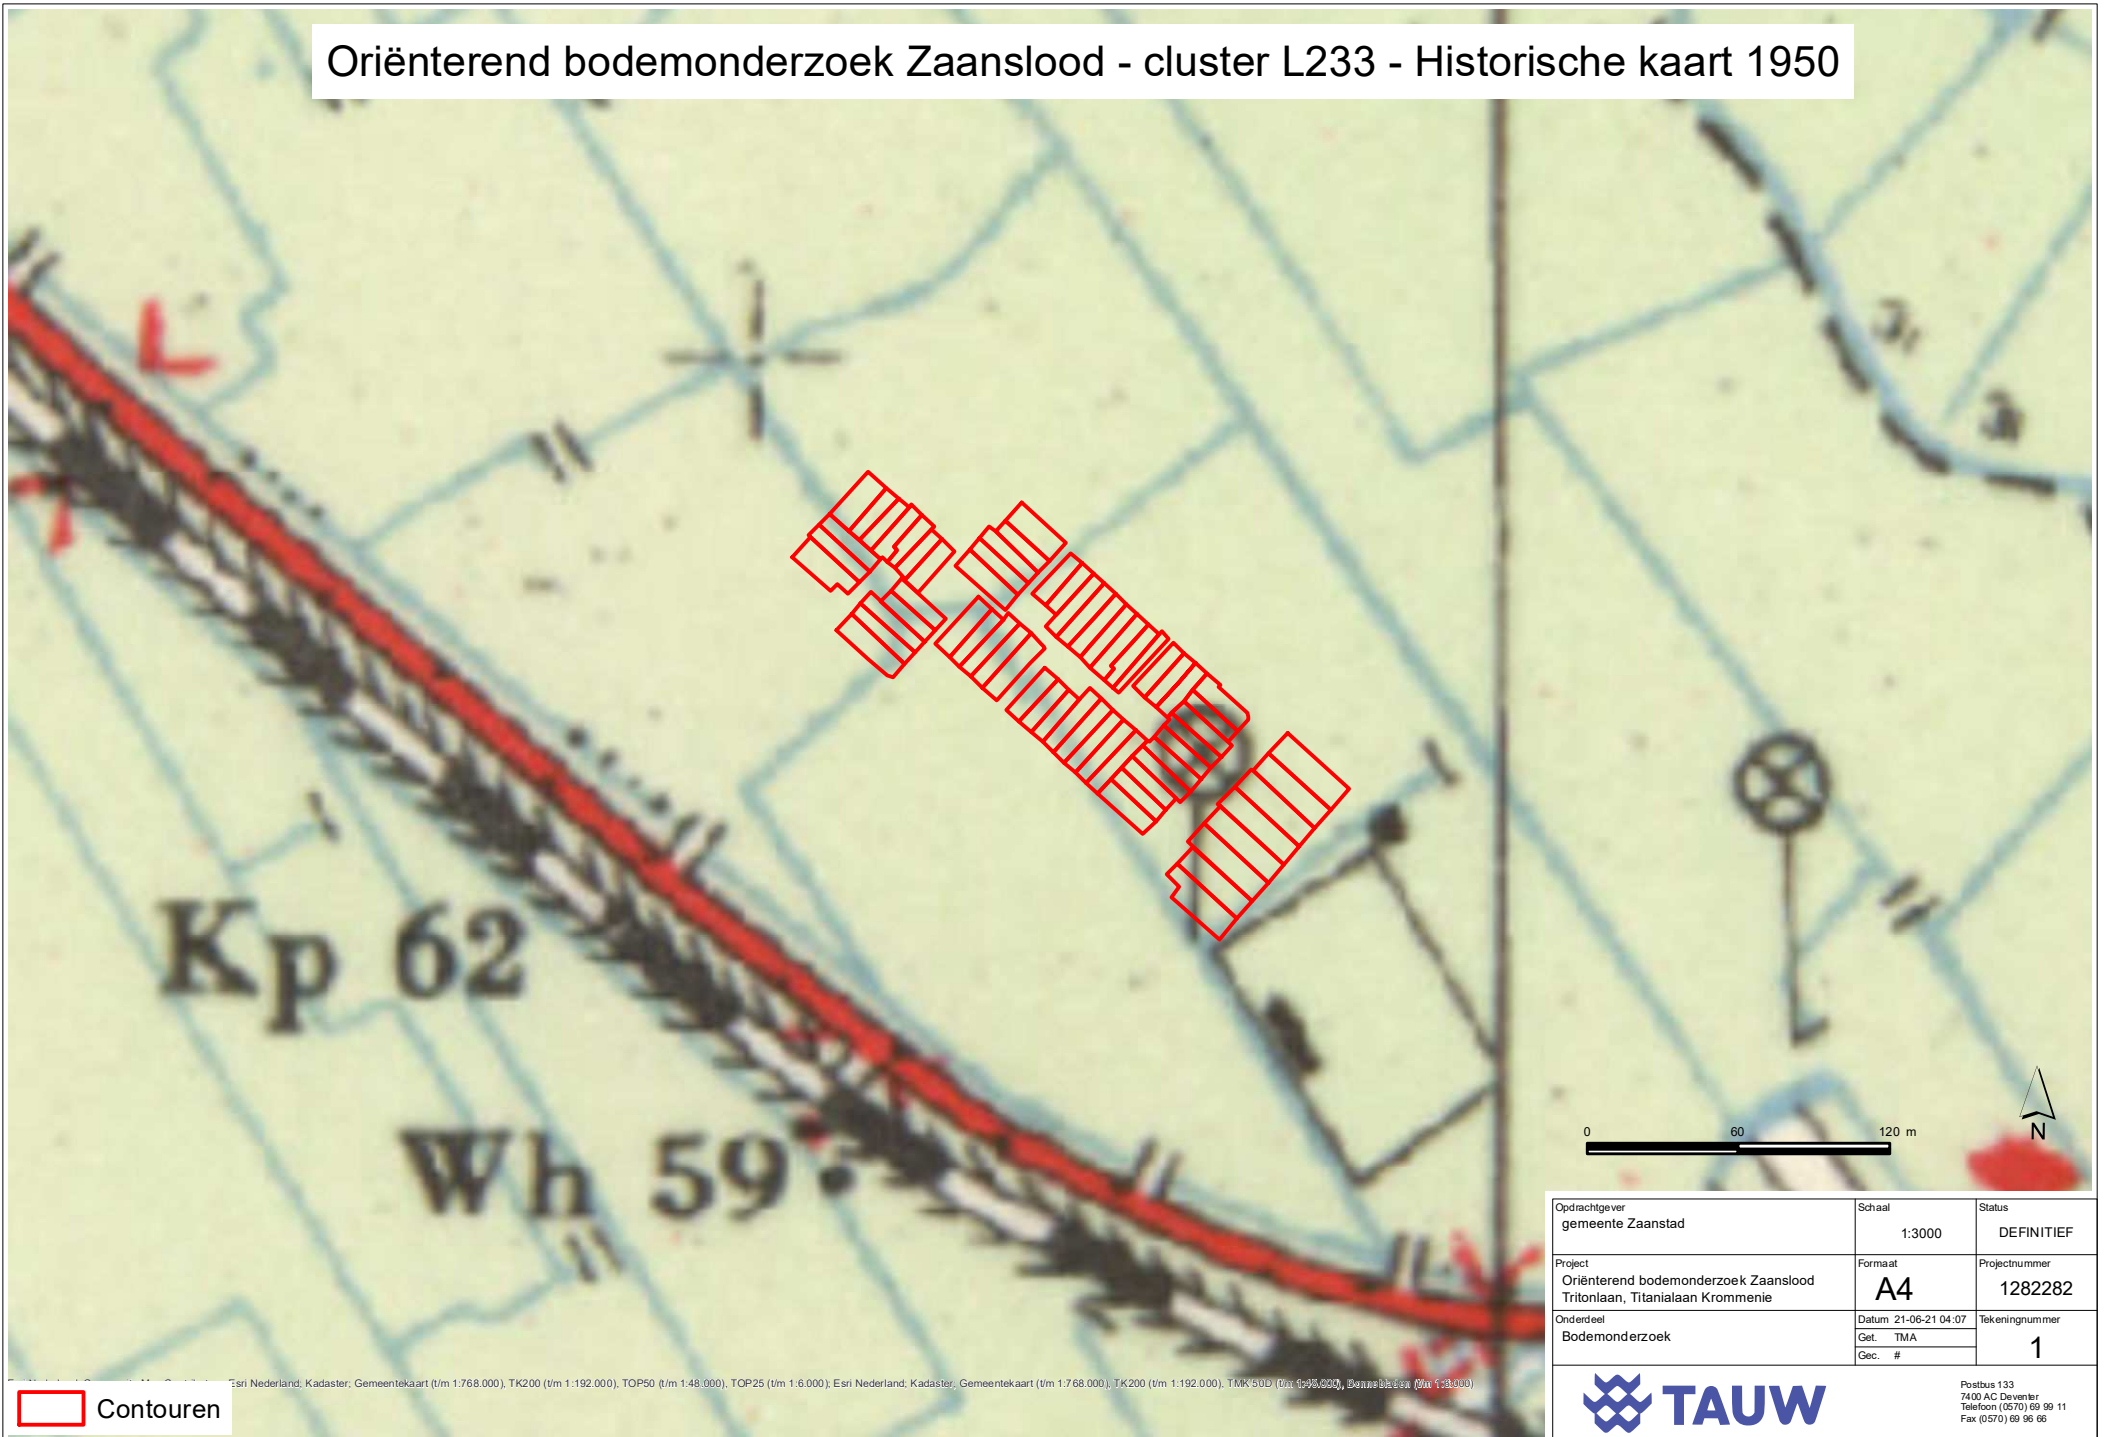 Oriënterend bodemonderzoek Zaanslood - cluster L233 - Historische kaart 1950
Kp 62
Wh 59
0 60 120 m
N
Opdrachtgever
gemeente Zaanstad
Schaal
1:3000
Status
DEFINITIEF
Project
Oriënterend bodemonderzoek Zaanslood
Tritonlaan, Titanialaan Krommenie
Formaat
A4
Projectnummer
1282282
Onderdeel
Bodemonderzoek
Datum 21-06-21 04:07
Get. TMA
Gec. #
Tekeningnummer
1
Esri Nederland, Kadaster; Gemeentekaart (t/m 1:768.000), TK200 (t/m 1:192.000), TOP50 (t/m 1:48.000), TOP25 (t/m 1:6.000); Esri Nederland; Kadaster, Gemeentekaart (t/m 1:768.000), TK200 (t/m 1:192.000),
Contouren
TAUW
Postbus 133
7400 AC Deventer
Telefoon (0570) 69 99 11
Fax (0570) 69 96 66